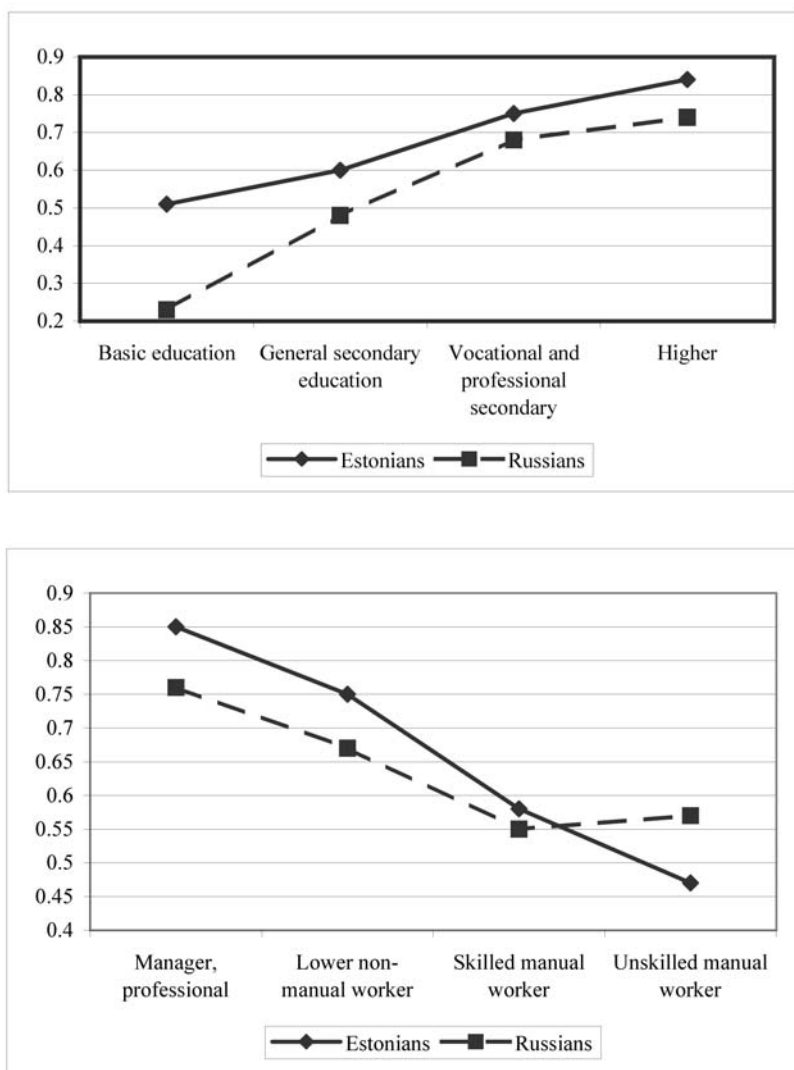 0.9
0.8
0.7
0.6
0.5
0.4
0.3
0.2
Basic education
General secondary
education
Vocational and
professional
secondary
Higher
Estonians
Russians
0.9
0.85
0.8
0.75
0.7
0.65
0.6
0.55
0.5
0.45
0.4
Manager,
professional
Lower non-
manual worker
Skilled manual
worker
Unskilled manual
worker
Estonians
Russians